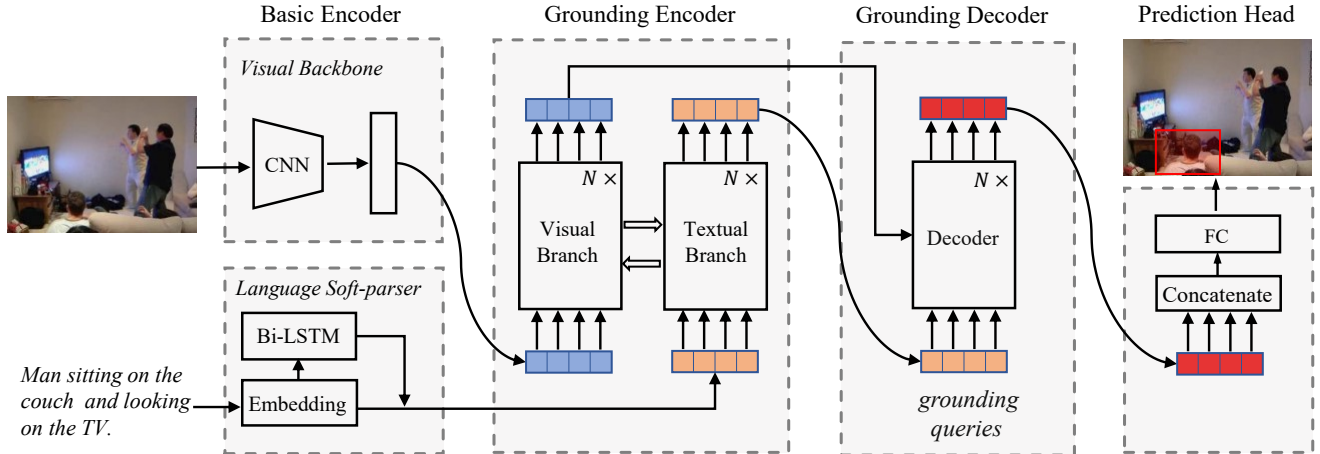 Basic Encoder
Grounding Encoder
Grounding Decoder
Prediction Head
Visual Backbone
CNN
Language Soft-parser
Bi-LSTM
Embedding
Man sitting on the
couch and looking
on the TV.
N ×
Visual
Branch
N ×
Textual
Branch
N ×
Decoder
grounding
queries
FC
Concatenate